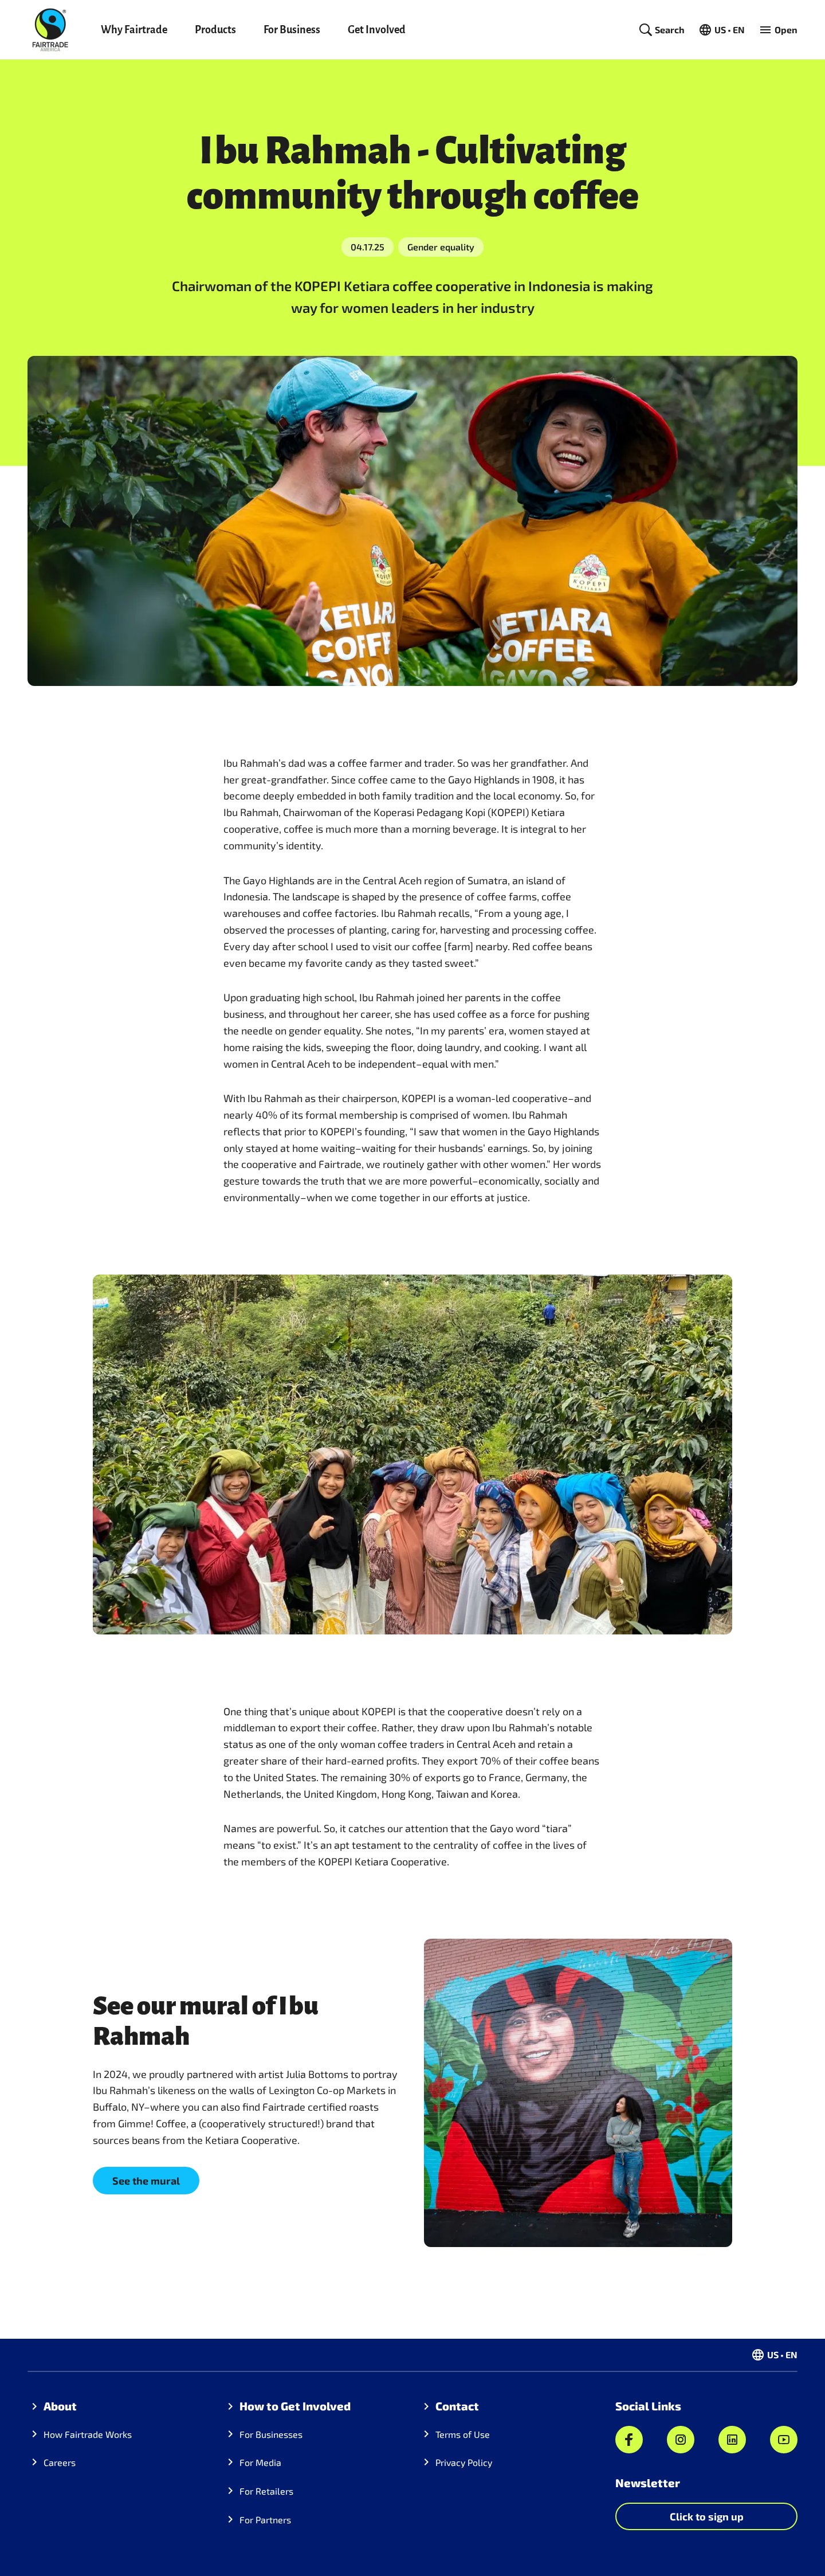 FAIRTRADE
AMERICA
Why Fairtrade
Products
For Business
Get Involved
Search
US • EN
Open
Ibu Rahmah - Cultivating
community through coffee
04.17.25
Gender equality
Chairwoman of the KOPEPI Ketiara coffee cooperative in Indonesia is making
way for women leaders in her industry
KOPEPI
KOPEPI
KETIARA
COFFE
GAYO
KETIARA
COFFEE
GAYO
Ibu Rahmah’s dad was a coffee farmer and trader. So was her grandfather. And
her great-grandfather. Since coffee came to the Gayo Highlands in 1908, it has
become deeply embedded in both family tradition and the local economy. So, for
Ibu Rahmah, Chairwoman of the Koperasi Pedagang Kopi (KOPEPI) Ketiara
cooperative, coffee is much more than a morning beverage. It is integral to her
community’s identity.
The Gayo Highlands are in the Central Aceh region of Sumatra, an island of
Indonesia. The landscape is shaped by the presence of coffee farms, coffee
warehouses and coffee factories. Ibu Rahmah recalls, “From a young age, I
observed the processes of planting, caring for, harvesting and processing coffee.
Every day after school I used to visit our coffee [farm] nearby. Red coffee beans
even became my favorite candy as they tasted sweet.”
Upon graduating high school, Ibu Rahmah joined her parents in the coffee
business, and throughout her career, she has used coffee as a force for pushing
the needle on gender equality. She notes, “In my parents’ era, women stayed at
home raising the kids, sweeping the floor, doing laundry, and cooking. I want all
women in Central Aceh to be independent–equal with men.”
With Ibu Rahmah as their chairperson, KOPEPI is a woman-led cooperative–and
nearly 40% of its formal membership is comprised of women. Ibu Rahmah
reflects that prior to KOPEPI’s founding, “I saw that women in the Gayo Highlands
only stayed at home waiting–waiting for their husbands’ earnings. So, by joining
the cooperative and Fairtrade, we routinely gather with other women.” Her words
gesture towards the truth that we are more powerful–economically, socially and
environmentally–when we come together in our efforts at justice.
One thing that’s unique about KOPEPI is that the cooperative doesn’t rely on a
middleman to export their coffee. Rather, they draw upon Ibu Rahmah’s notable
status as one of the only woman coffee traders in Central Aceh and retain a
greater share of their hard-earned profits. They export 70% of their coffee beans
to the United States. The remaining 30% of exports go to France, Germany, the
Netherlands, the United Kingdom, Hong Kong, Taiwan and Korea.
Names are powerful. So, it catches our attention that the Gayo word “tiara”
means “to exist.” It’s an apt testament to the centrality of coffee in the lives of
the members of the KOPEPI Ketiara Cooperative.
See our mural of Ibu
Rahmah
In 2024, we proudly partnered with artist Julia Bottoms to portray
Ibu Rahmah’s likeness on the walls of Lexington Co-op Markets in
Buffalo, NY–where you can also find Fairtrade certified roasts
from Gimme! Coffee, a (cooperatively structured!) brand that
sources beans from the Ketiara Cooperative.
See the mural
US • EN
About
How Fairtrade Works
Careers
How to Get Involved
For Businesses
For Media
For Retailers
For Partners
Contact
Terms of Use
Privacy Policy
Social Links
Newsletter
Click to sign up